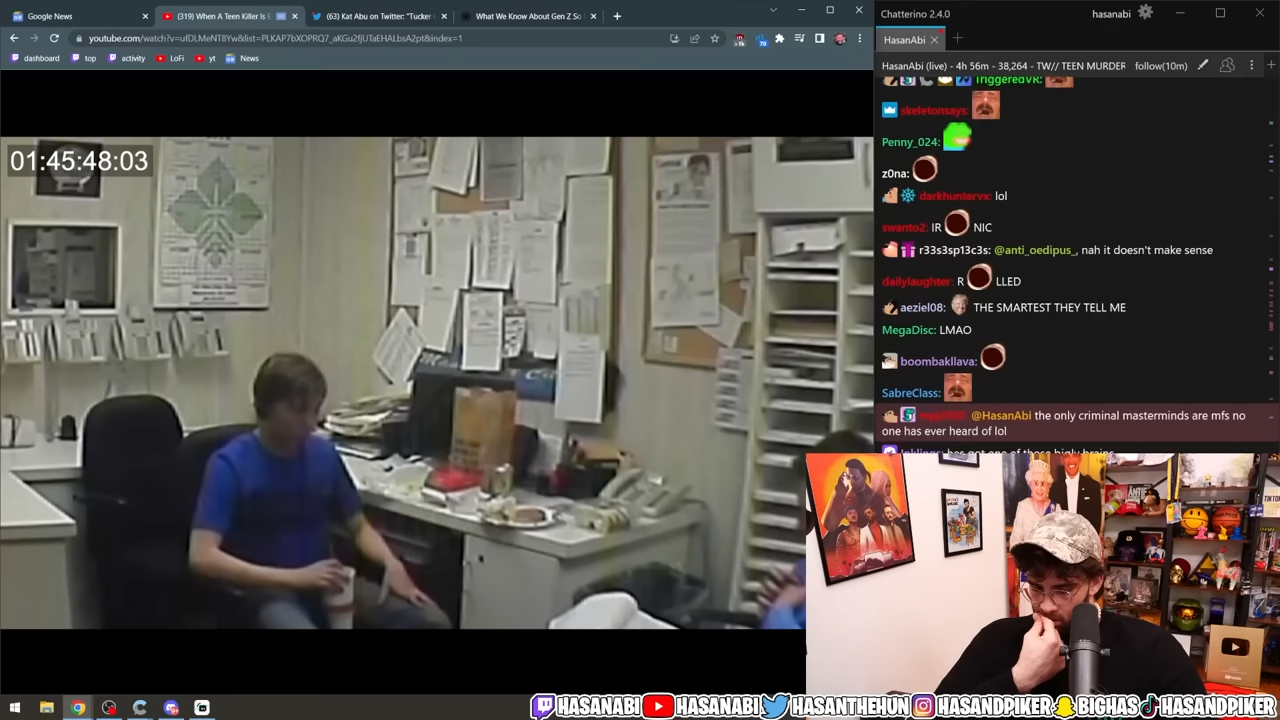 Google News
(319) When A Teen Killer Is
(63) Kat Abu on Twitter: "Tucker
What We Know About Gen Z So
youtube.com/watch?v=ufDLMeNT8Yw&list=PLKAP7bXOPRQ7_aKGu2fjUTaEHALbsA2pt&index=1
dashboard
top
activity
LoFi
yt
News
01:45:48:03
Chatterino 2.4.0
hasanabi
HasanAbi
HasanAbi (live) - 4h 56m - 38,264 - TW// TEEN MURDER
follow(10m)
TriggeredVR:
skeletonsays:
Penny_024:
z0na:
darkhuntervx: lol
swanto2: IR NIC
r33s3sp13c3s: @anti_oedipus_, nah it doesn't make sense
dailylaughter: R LLED
aeziel08: THE SMARTEST THEY TELL ME
MegaDisc: LMAO
boombakllava:
SabreClass:
@HasanAbi the only criminal masterminds are mfs no
one has ever heard of lol
HASANABI HASANABI HASANTHEHUN HASANDPIKER BIGHAS HASANDPIKER